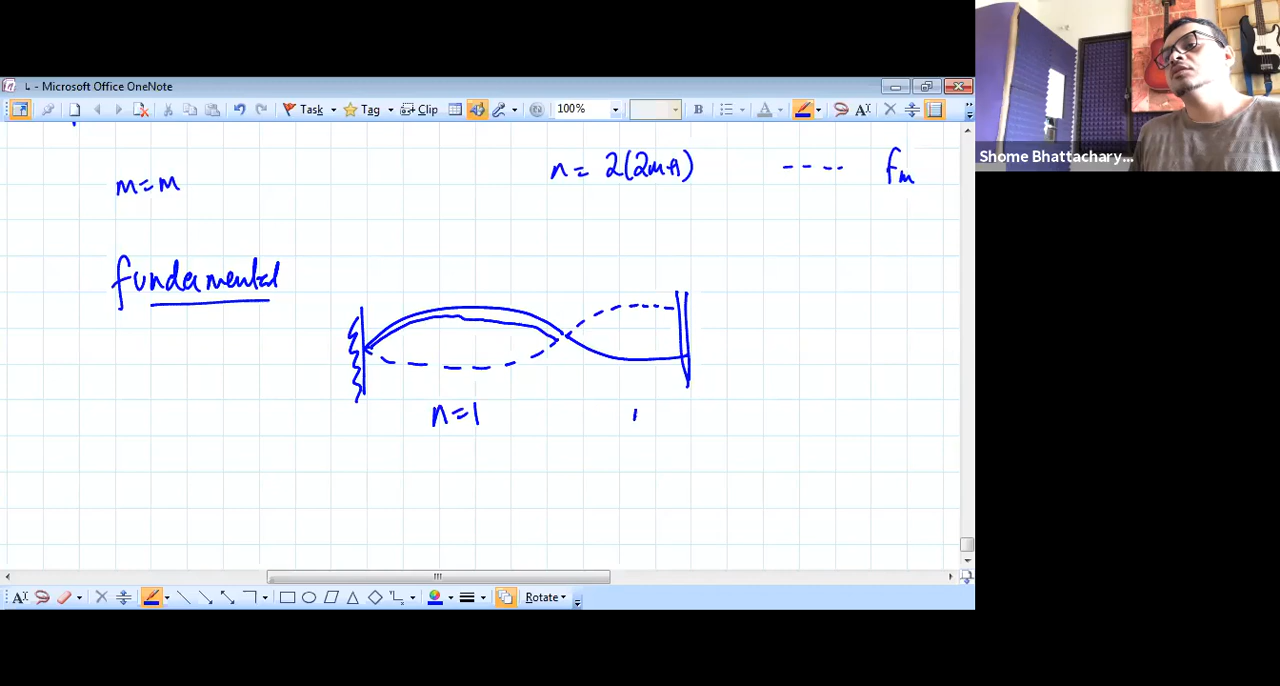 L - Microsoft Office OneNote
Task Tag Clip 100% B A
m=m
n = 2(2m+1) ---- fm
fundamental
n=1
Rotate
Shome Bhattachary...